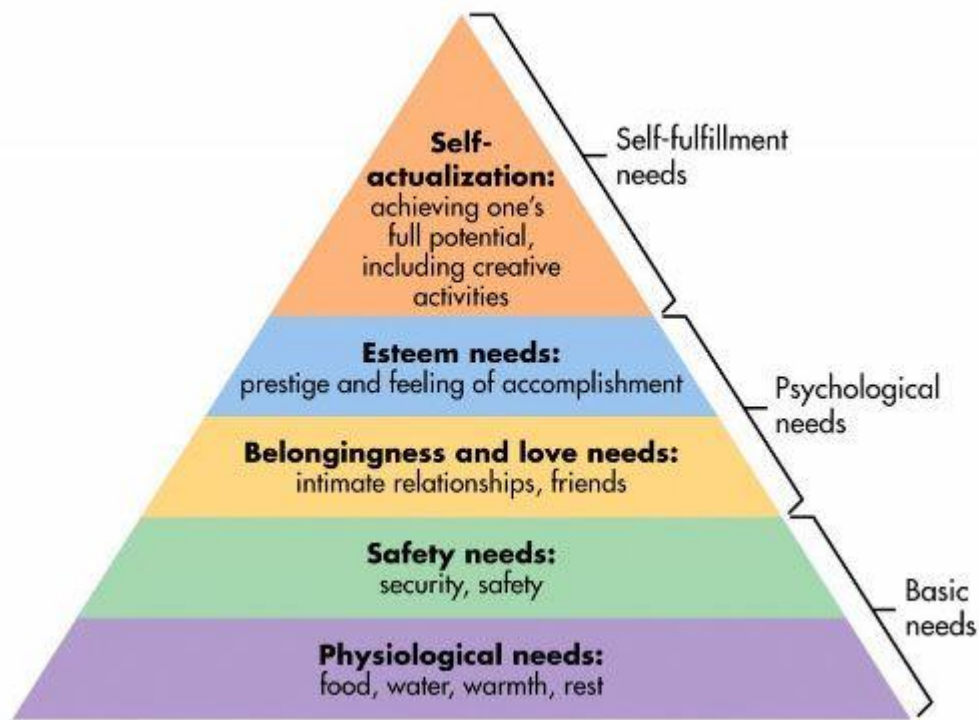 Self-
actualization:
achieving one's
full potential,
including creative
activities
Self-fulfillment
needs
Esteem needs:
prestige and feeling of accomplishment
Psychological
needs
Belongingness and love needs:
intimate relationships, friends
Safety needs:
security, safety
Basic
needs
Physiological needs:
food, water, warmth, rest